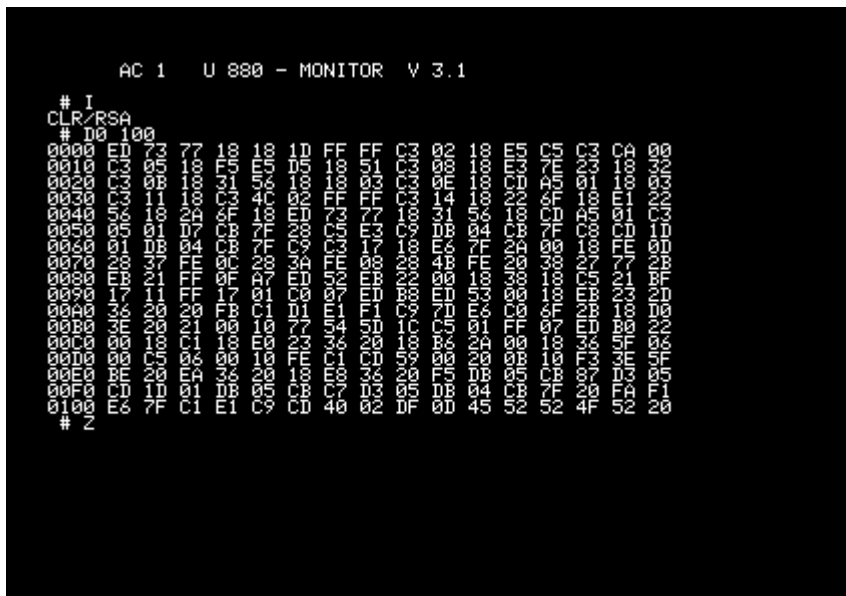 AC 1 U 880 - MONITOR V 3.1
# I
CLR/RSA
# D0 100
0000 ED 73 77 18 18 1D FF FF C3 02 18 E5 C5 C3 CA 00
0010 C3 05 18 F5 E5 D5 18 51 C3 08 18 E3 7E 23 18 32
0020 C3 0B 18 31 56 18 18 03 C3 0E 18 CD A5 01 18 03
0030 C3 11 18 C3 4C 02 FF FF C3 14 18 22 6F 18 E1 22
0040 56 18 2A 6F 18 ED 73 77 18 31 56 18 CD A5 01 C3
0050 05 01 D7 CB 7F 28 C5 E3 C9 DB 04 CB 7F C8 CD 1D
0060 01 DB 04 CB 7F C9 C3 17 18 E6 7F 2A 00 18 FE 0D
0070 28 37 FE 0C 28 3A FE 08 28 4B FE 20 38 27 77 2B
0080 EB 21 FF 0F A7 ED 52 EB 22 00 18 38 18 C5 21 BF
0090 17 11 FF 17 01 C0 07 ED B8 ED 53 00 18 EB 23 2D
00A0 36 20 20 FB C1 D1 E1 F1 C9 7D E6 C0 6F 2B 18 D0
00B0 3E 20 21 00 10 77 54 5D 1C C5 01 FF 07 ED B0 22
00C0 00 18 C1 18 E0 23 36 20 18 B6 2A 00 18 36 5F 06
00D0 00 C5 06 00 10 FE C1 CD 59 00 20 0B 10 F3 3E 5F
00E0 BE 20 EA 36 20 18 E8 36 20 F5 DB 05 CB 87 D3 05
00F0 CD 1D 01 DB 05 CB C7 D3 05 DB 04 CB 7F 20 FA F1
0100 E6 7F C1 E1 C9 CD 40 02 DF 0D 45 52 52 4F 52 20
# Z